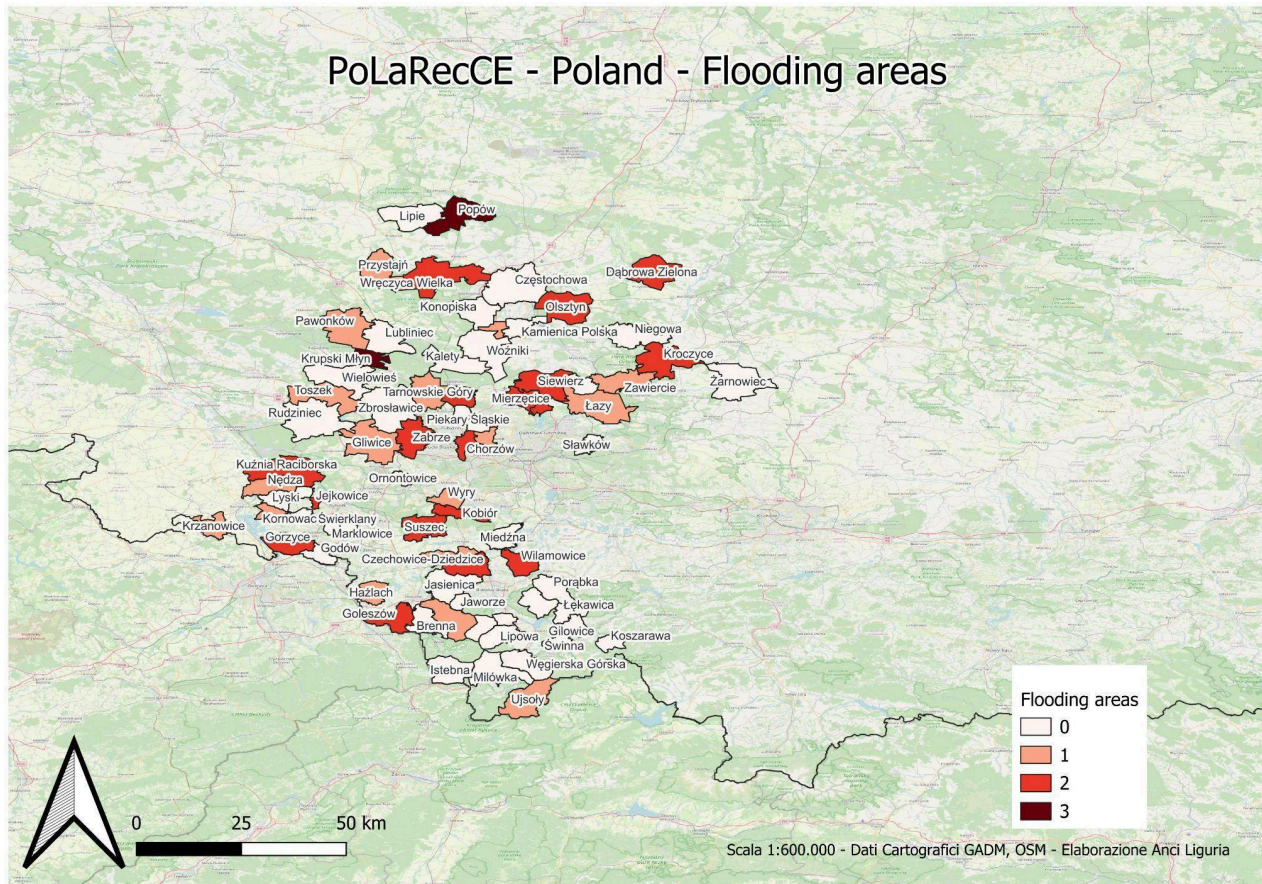 PoLaRecCE - Poland - Flooding areas
Lipie
Popów
Przystajń
Dąbrowa Zielona
Wręczyca Wielka
Częstochowa
Konopiska
Olsztyn
Pawonków
Lubliniec
Kamienica Polska
Niegowa
Krupski Młyn
Kalety
Woźniki
Kroczyce
Wielowieś
Siewierz
Zawiercie
Żarnowiec
Toszek
Tarnowskie Góry
Mierzęcice
Łazy
Rudziniec
Zbrosławice
Piekary Śląskie
Gliwice
Zabrze
Chorzów
Sławków
Kuźnia Raciborska
Nędza
Ornontowice
Lyski
Jejkowice
Wyry
Kornowac
Świerklany
Kobiór
Krzanowice
Marklowice
Suszec
Gorzyce
Miedźna
Godów
Czechowice-Dziedzice
Wilamowice
Hażlach
Jasienica
Porąbka
Jaworze
Łękawica
Goleszów
Brenna
Gilowice
Lipowa
Koszarawa
Świnna
Istebna
Węgierska Górska
Milówka
Ujsoły
Flooding areas
0
1
2
3
0 25 50 km
Scala 1:600.000 - Dati Cartografici GADM, OSM - Elaborazione Anci Liguria